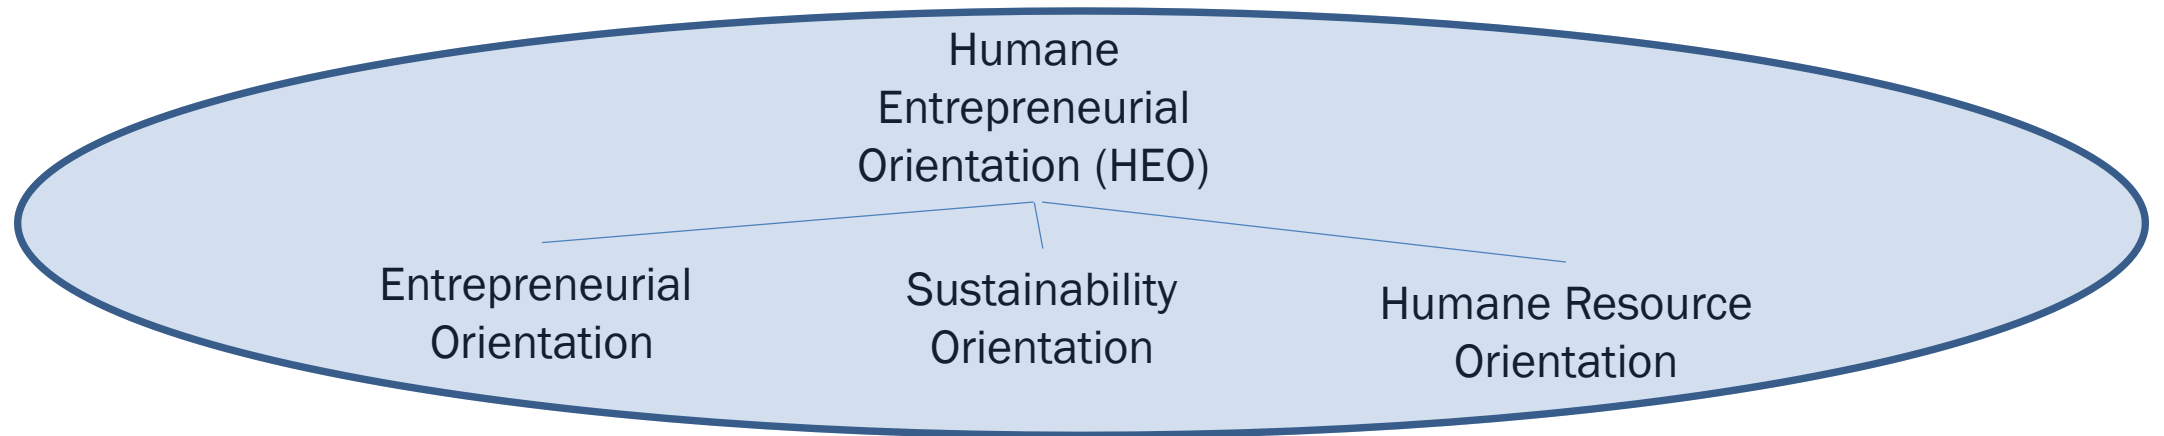 Humane
Entrepreneurial
Orientation (HEO)
Entrepreneurial
Orientation
Sustainability
Orientation
Humane Resource
Orientation